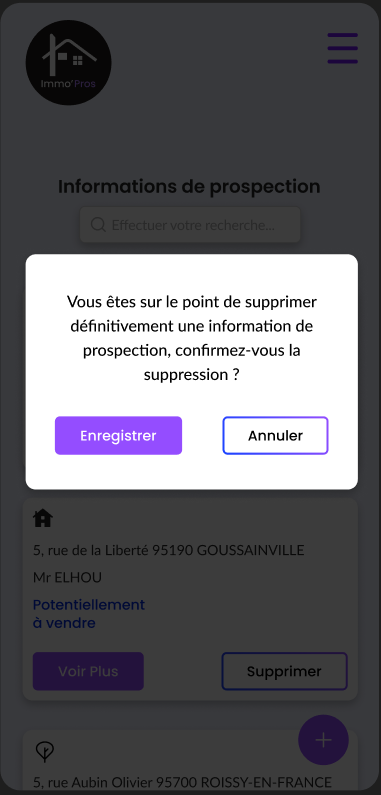 Immo'Pros
Informations de prospection
Effectuer votre recherche...
Vous êtes sur le point de supprimer
définitivement une information de
prospection, confirmez-vous la
suppression ?
Enregistrer
Annuler
5, rue de la Liberté 95190 GOUSSAINVILLE
Mr ELHOU
Potentiellement
à vendre
Voir Plus
Supprimer
5, rue Aubin Olivier 95700 ROISSY-EN-FRANCE